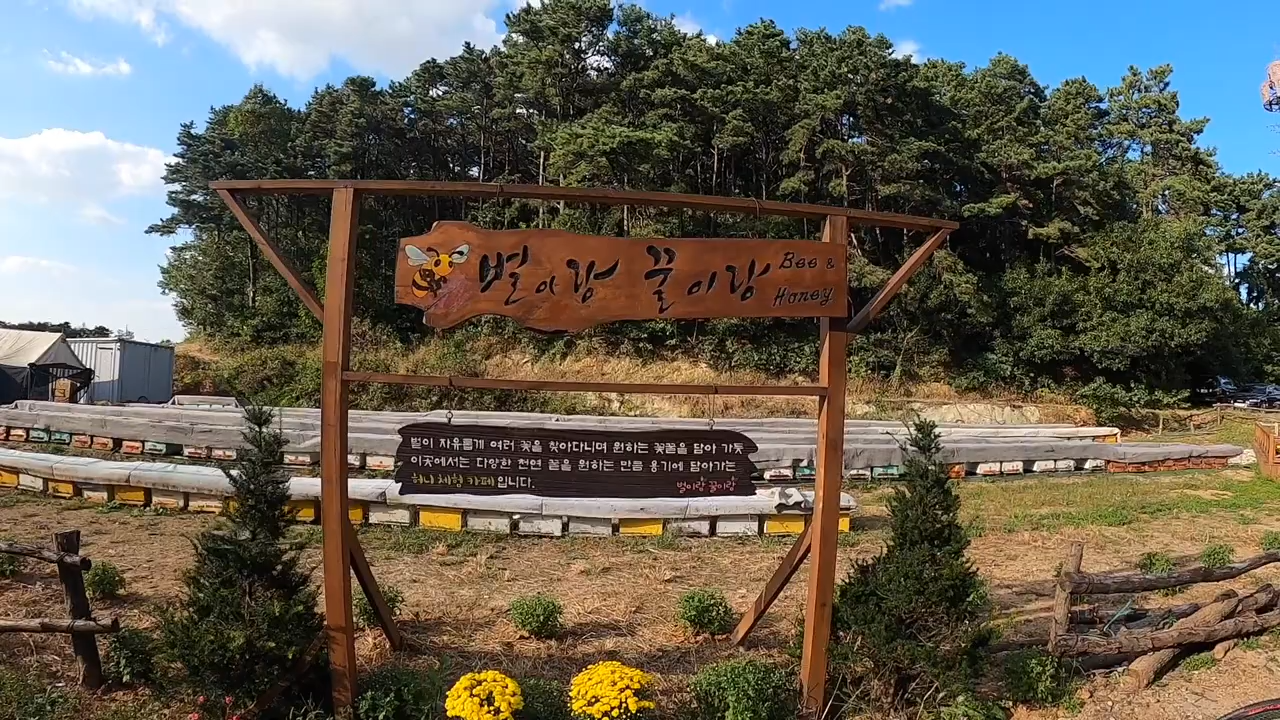 벌이랑 꿀이랑
Bee &
Honey
벌이 자유롭게 여러 꽃을 찾아다니며 원하는 꽃꿀을 담아 가듯
이곳에서는 다양한 천연 꿀을 원하는 만큼 용기에 담아가는
허니 체험 카페입니다.
벌이랑 꿀이랑